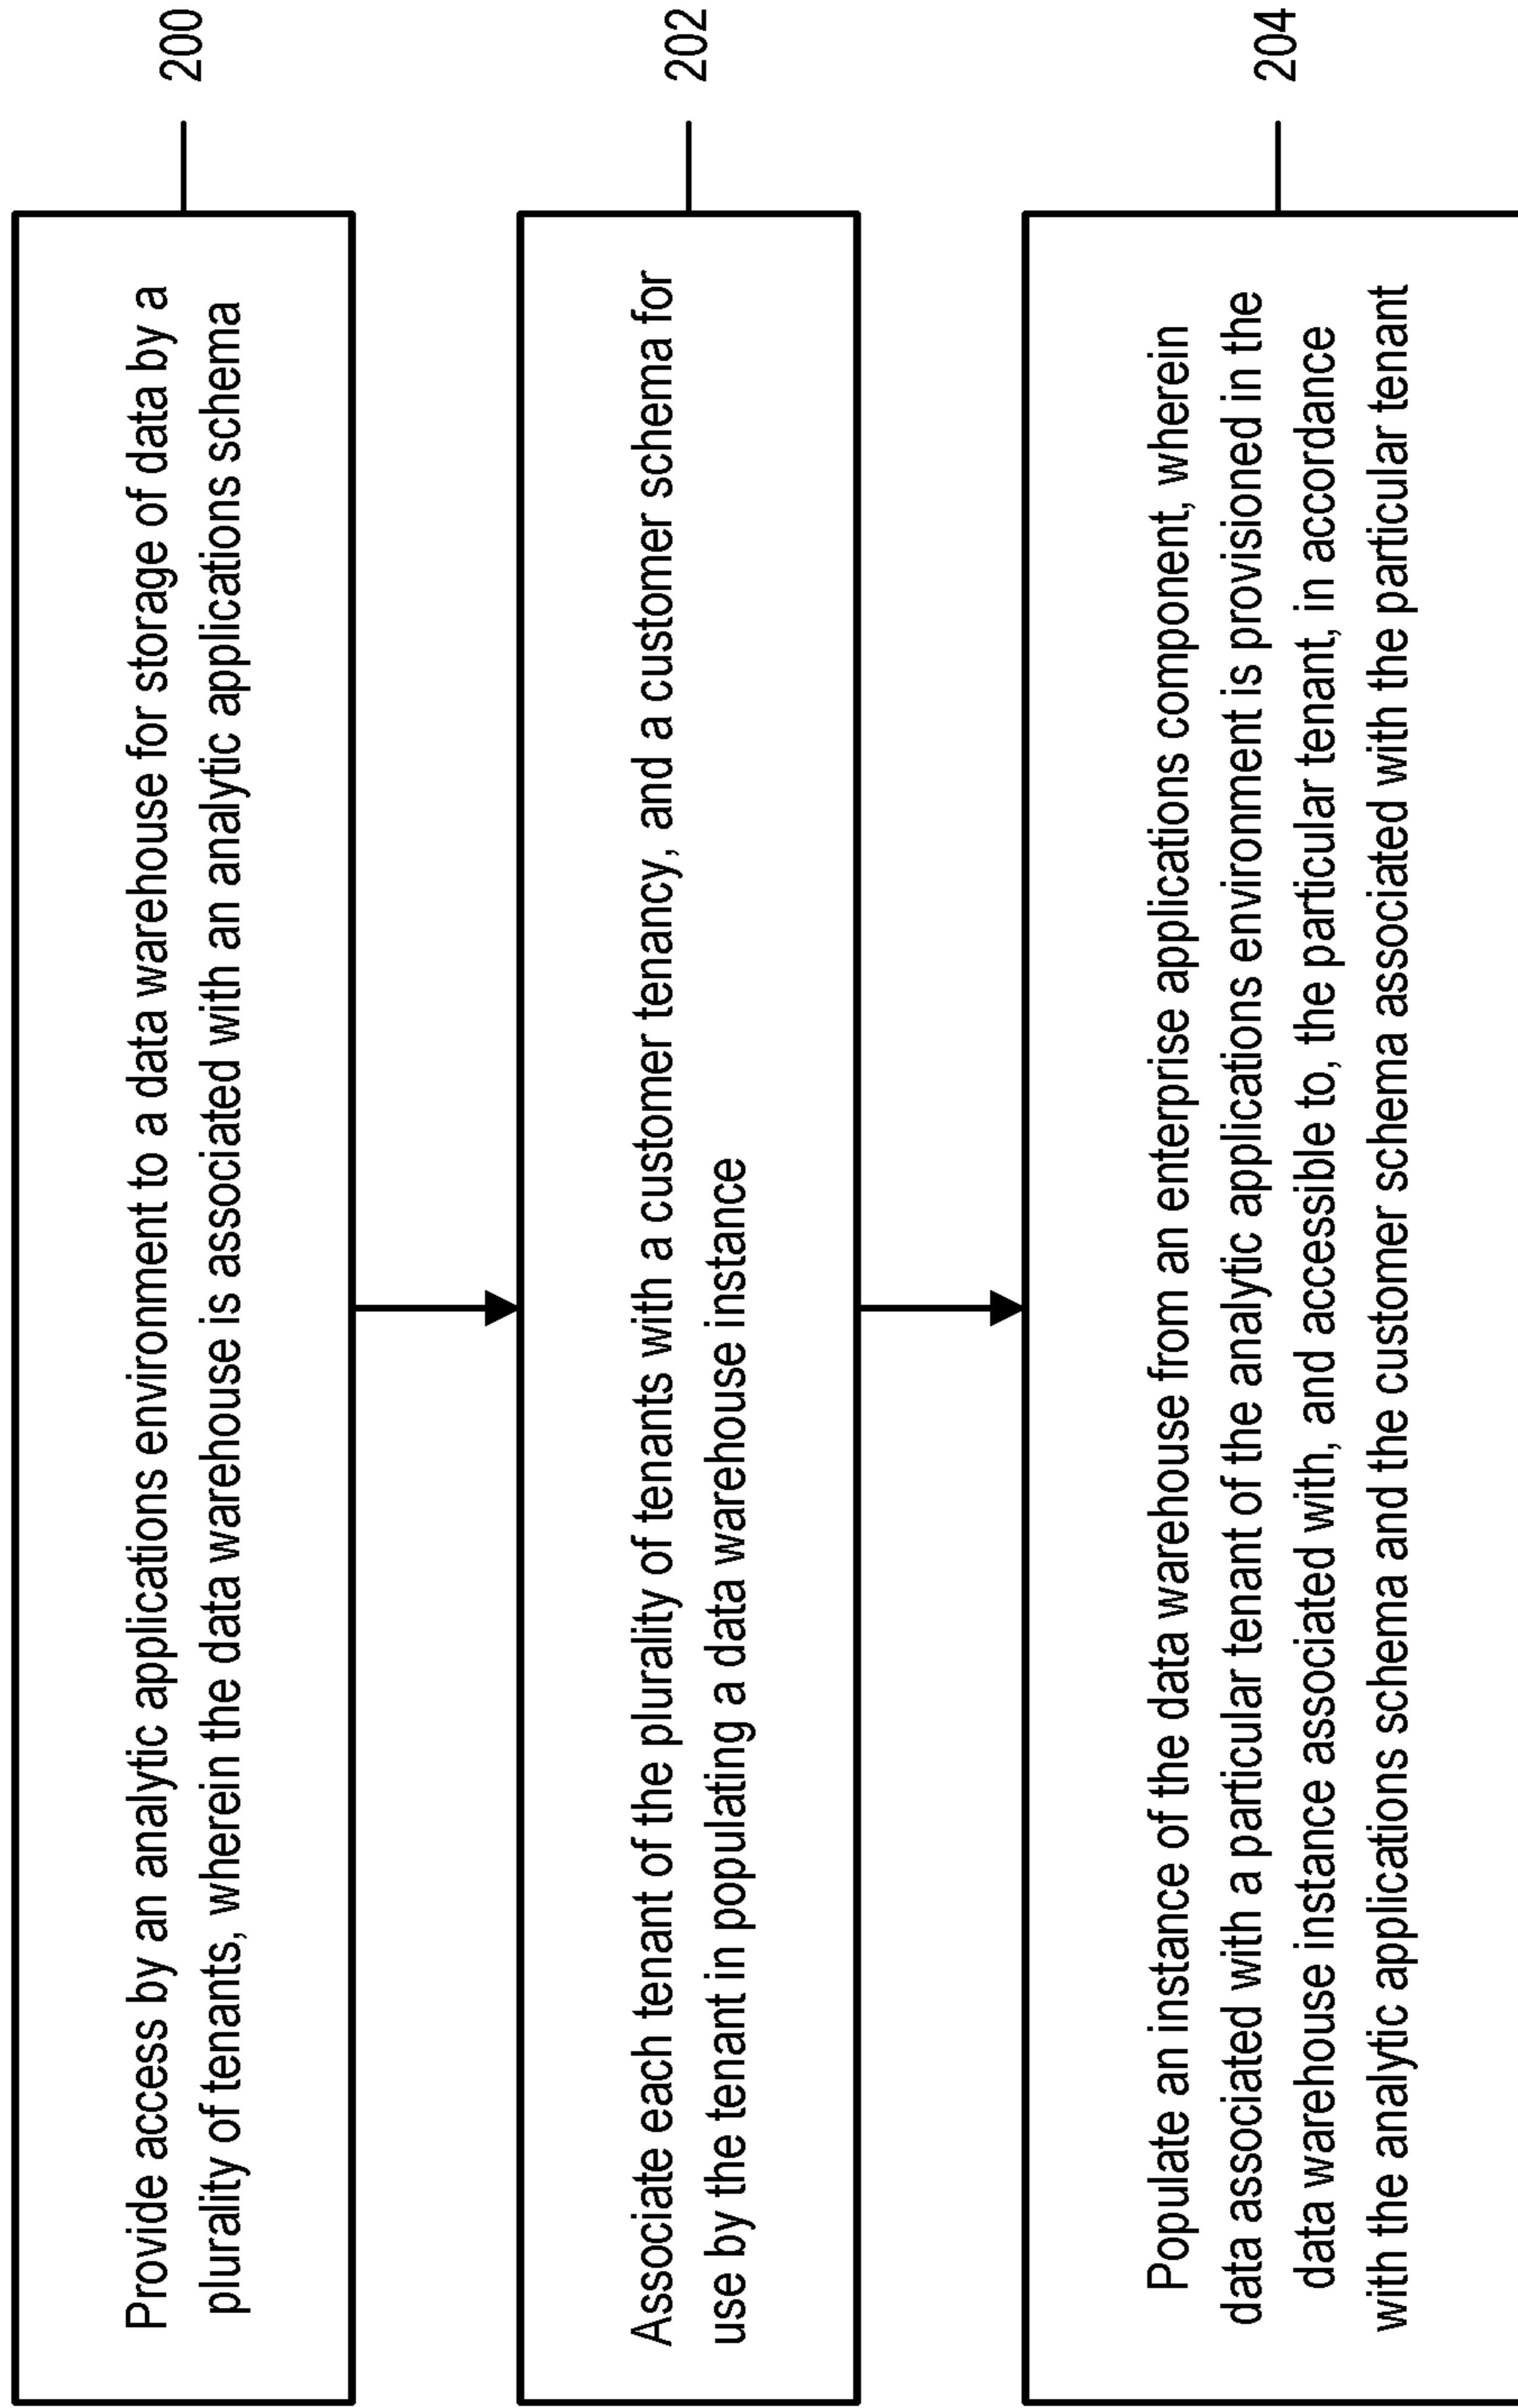 Provide access by an analytic applications environment to a data warehouse for storage of data by a
plurality of tenants, wherein the data warehouse is associated with an analytic applications schema
200
Associate each tenant of the plurality of tenants with a customer tenancy, and a customer schema for
use by the tenant in populating a data warehouse instance
202
Populate an instance of the data warehouse from an enterprise applications component, wherein
data associated with a particular tenant of the analytic applications environment is provisioned in the
data warehouse instance associated with, and accessible to, the particular tenant, in accordance
with the analytic applications schema and the customer schema associated with the particular tenant
204